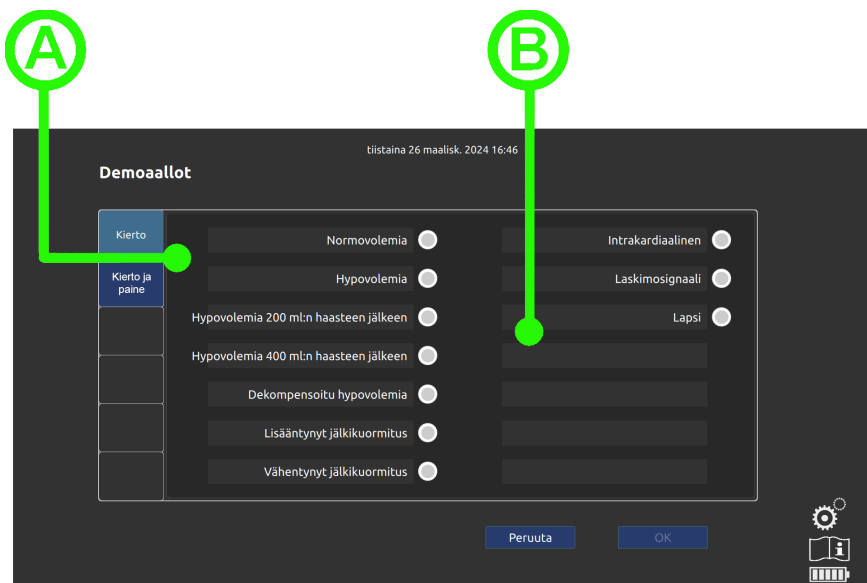 A
B
tiistaina 26 maalisk. 2024 16:46
Demoaallot
Kierto
Kierto ja
paine
Normovolemia
Hypovolemia
Hypovolemia 200 ml:n haasteen jälkeen
Hypovolemia 400 ml:n haasteen jälkeen
Dekompensoitu hypovolemia
Lisääntynyt jälkikuormitus
Vähentynyt jälkikuormitus
Intrakardiaalinen
Laskimosignaali
Lapsi
Peruuta
OK
i